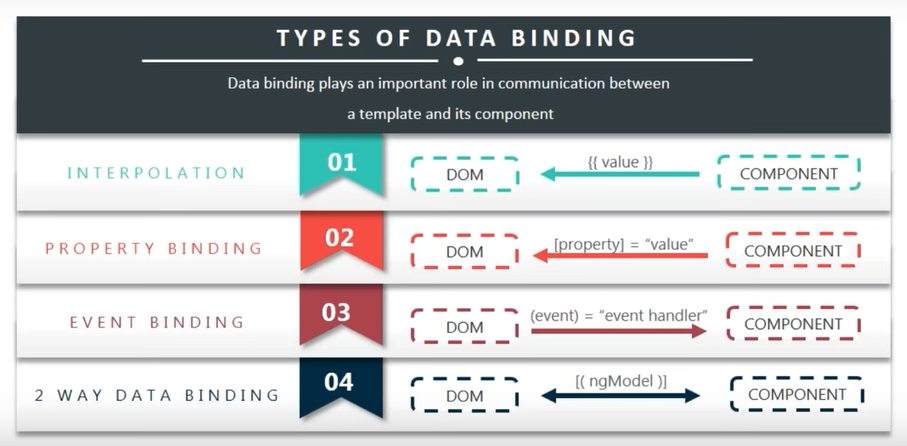 TYPES OF DATA BINDING
Data binding plays an important role in communication between
a template and its component
INTERPOLATION 01 DOM {{ value }} COMPONENT
PROPERTY BINDING 02 DOM [property] = “value” COMPONENT
EVENT BINDING 03 DOM (event) = “event handler” COMPONENT
2 WAY DATA BINDING 04 DOM [( ngModel )] COMPONENT